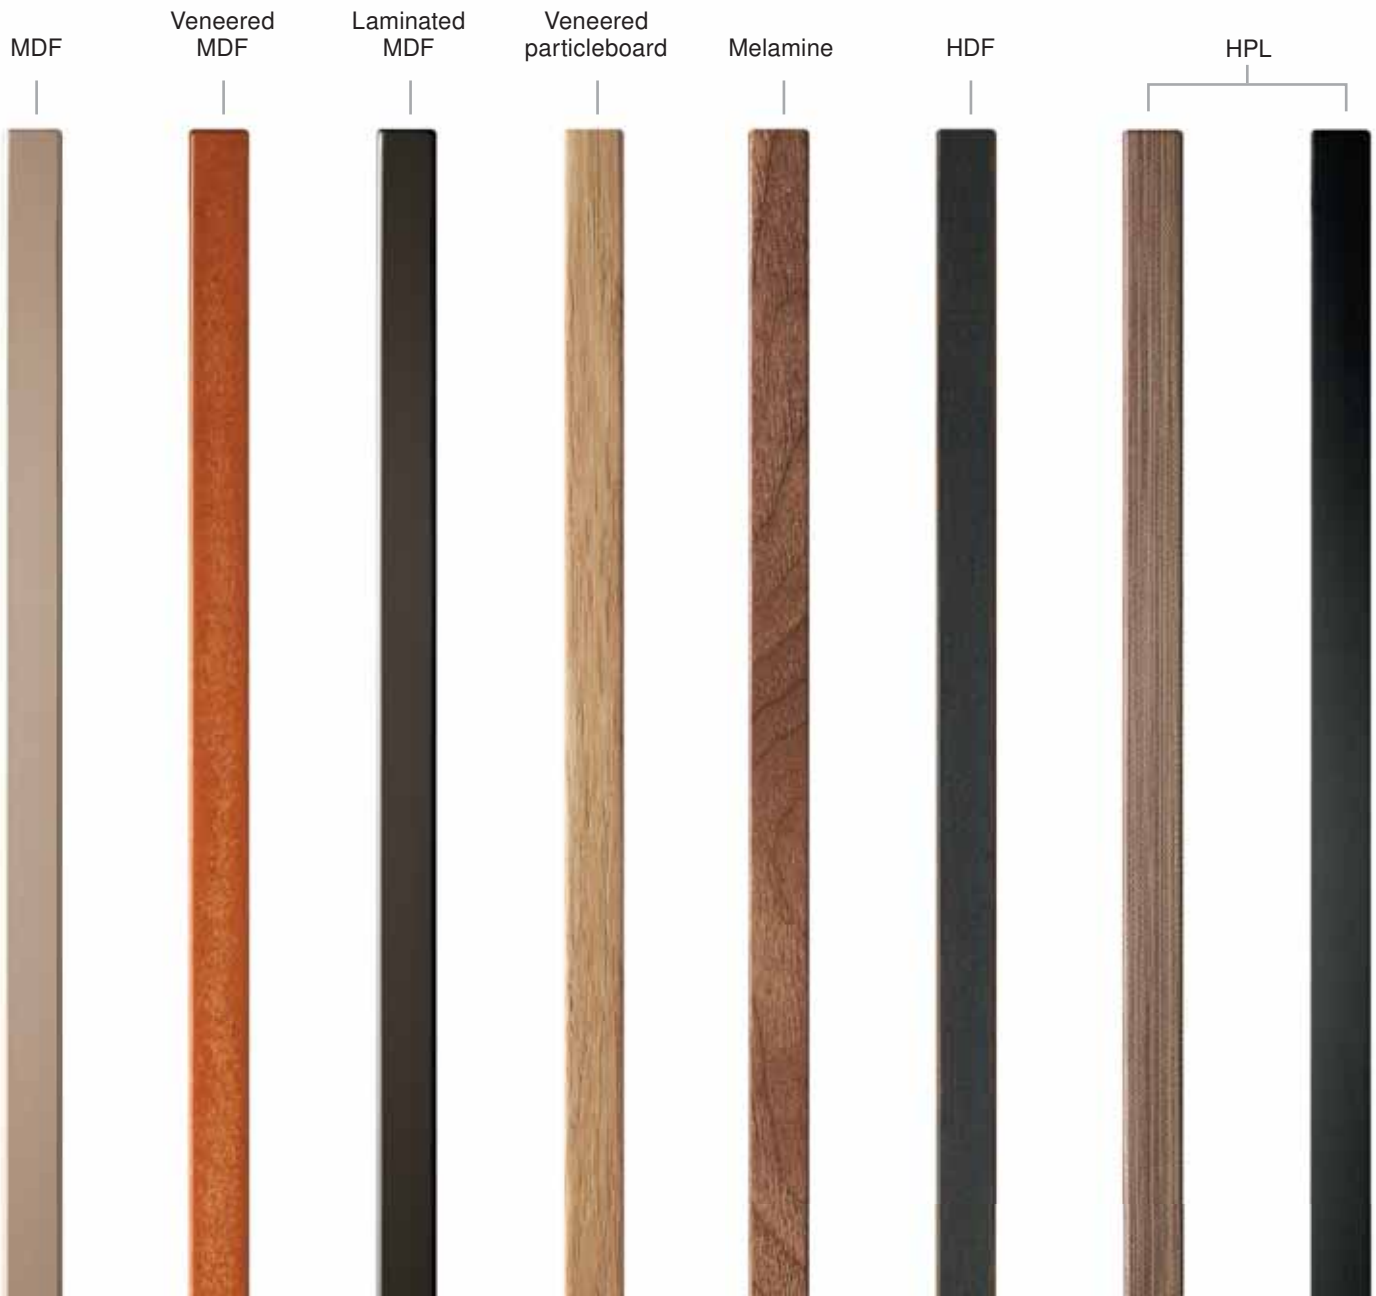 MDF
Veneered
MDF
Laminated
MDF
Veneered
particleboard
Melamine
HDF
HPL